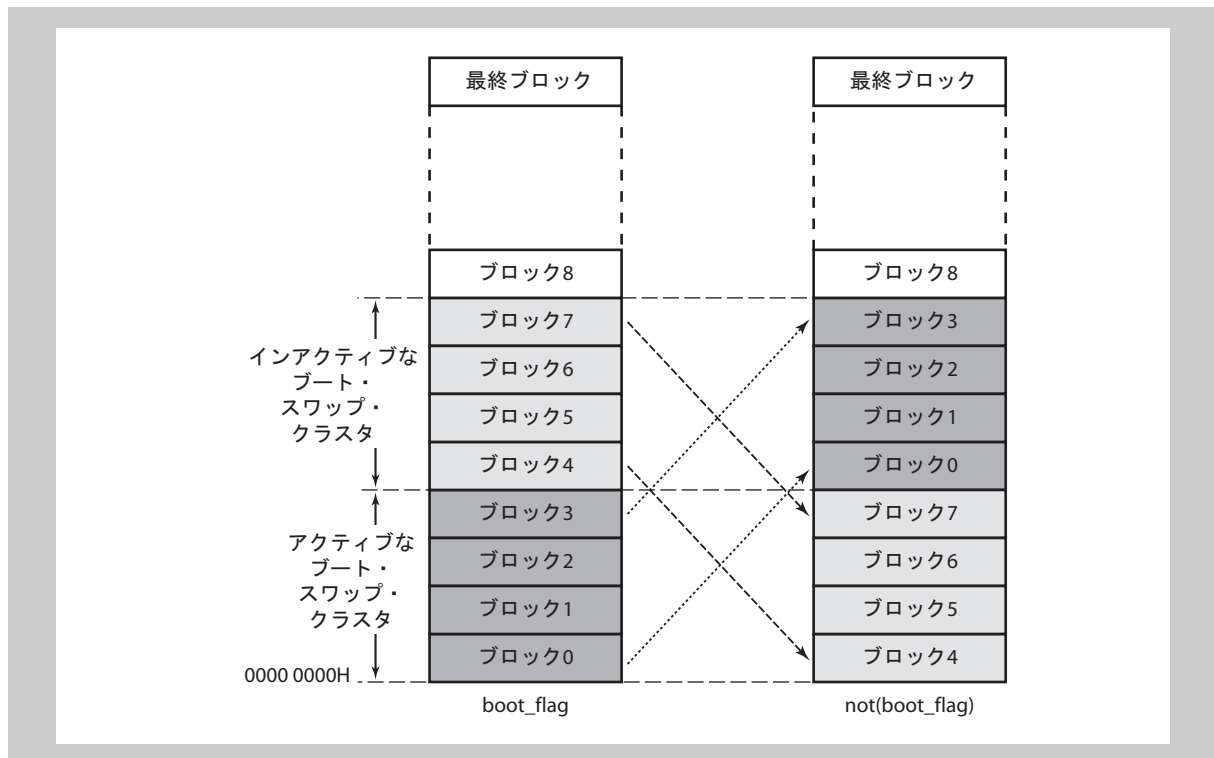 最終ブロック
ブロック8
ブロック7
ブロック6
ブロック5
ブロック4
ブロック3
ブロック2
ブロック1
ブロック0
インアクティブな
ブート・
スワップ・
クラスタ
アクティブな
ブート・
スワップ・
クラスタ
0000 0000H
boot_flag
最終ブロック
ブロック8
ブロック3
ブロック2
ブロック1
ブロック0
ブロック7
ブロック6
ブロック5
ブロック4
not(boot_flag)